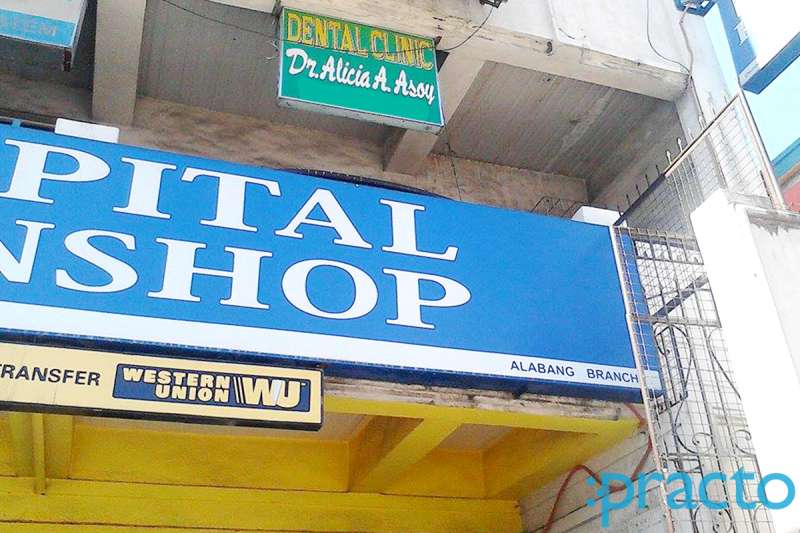 DENTAL CLINIC
Dr. Alicia A. Asoy
PITAL
NSHOP
ALABANG BRANCH
TRANSFER WESTERN UNION WU
:practo